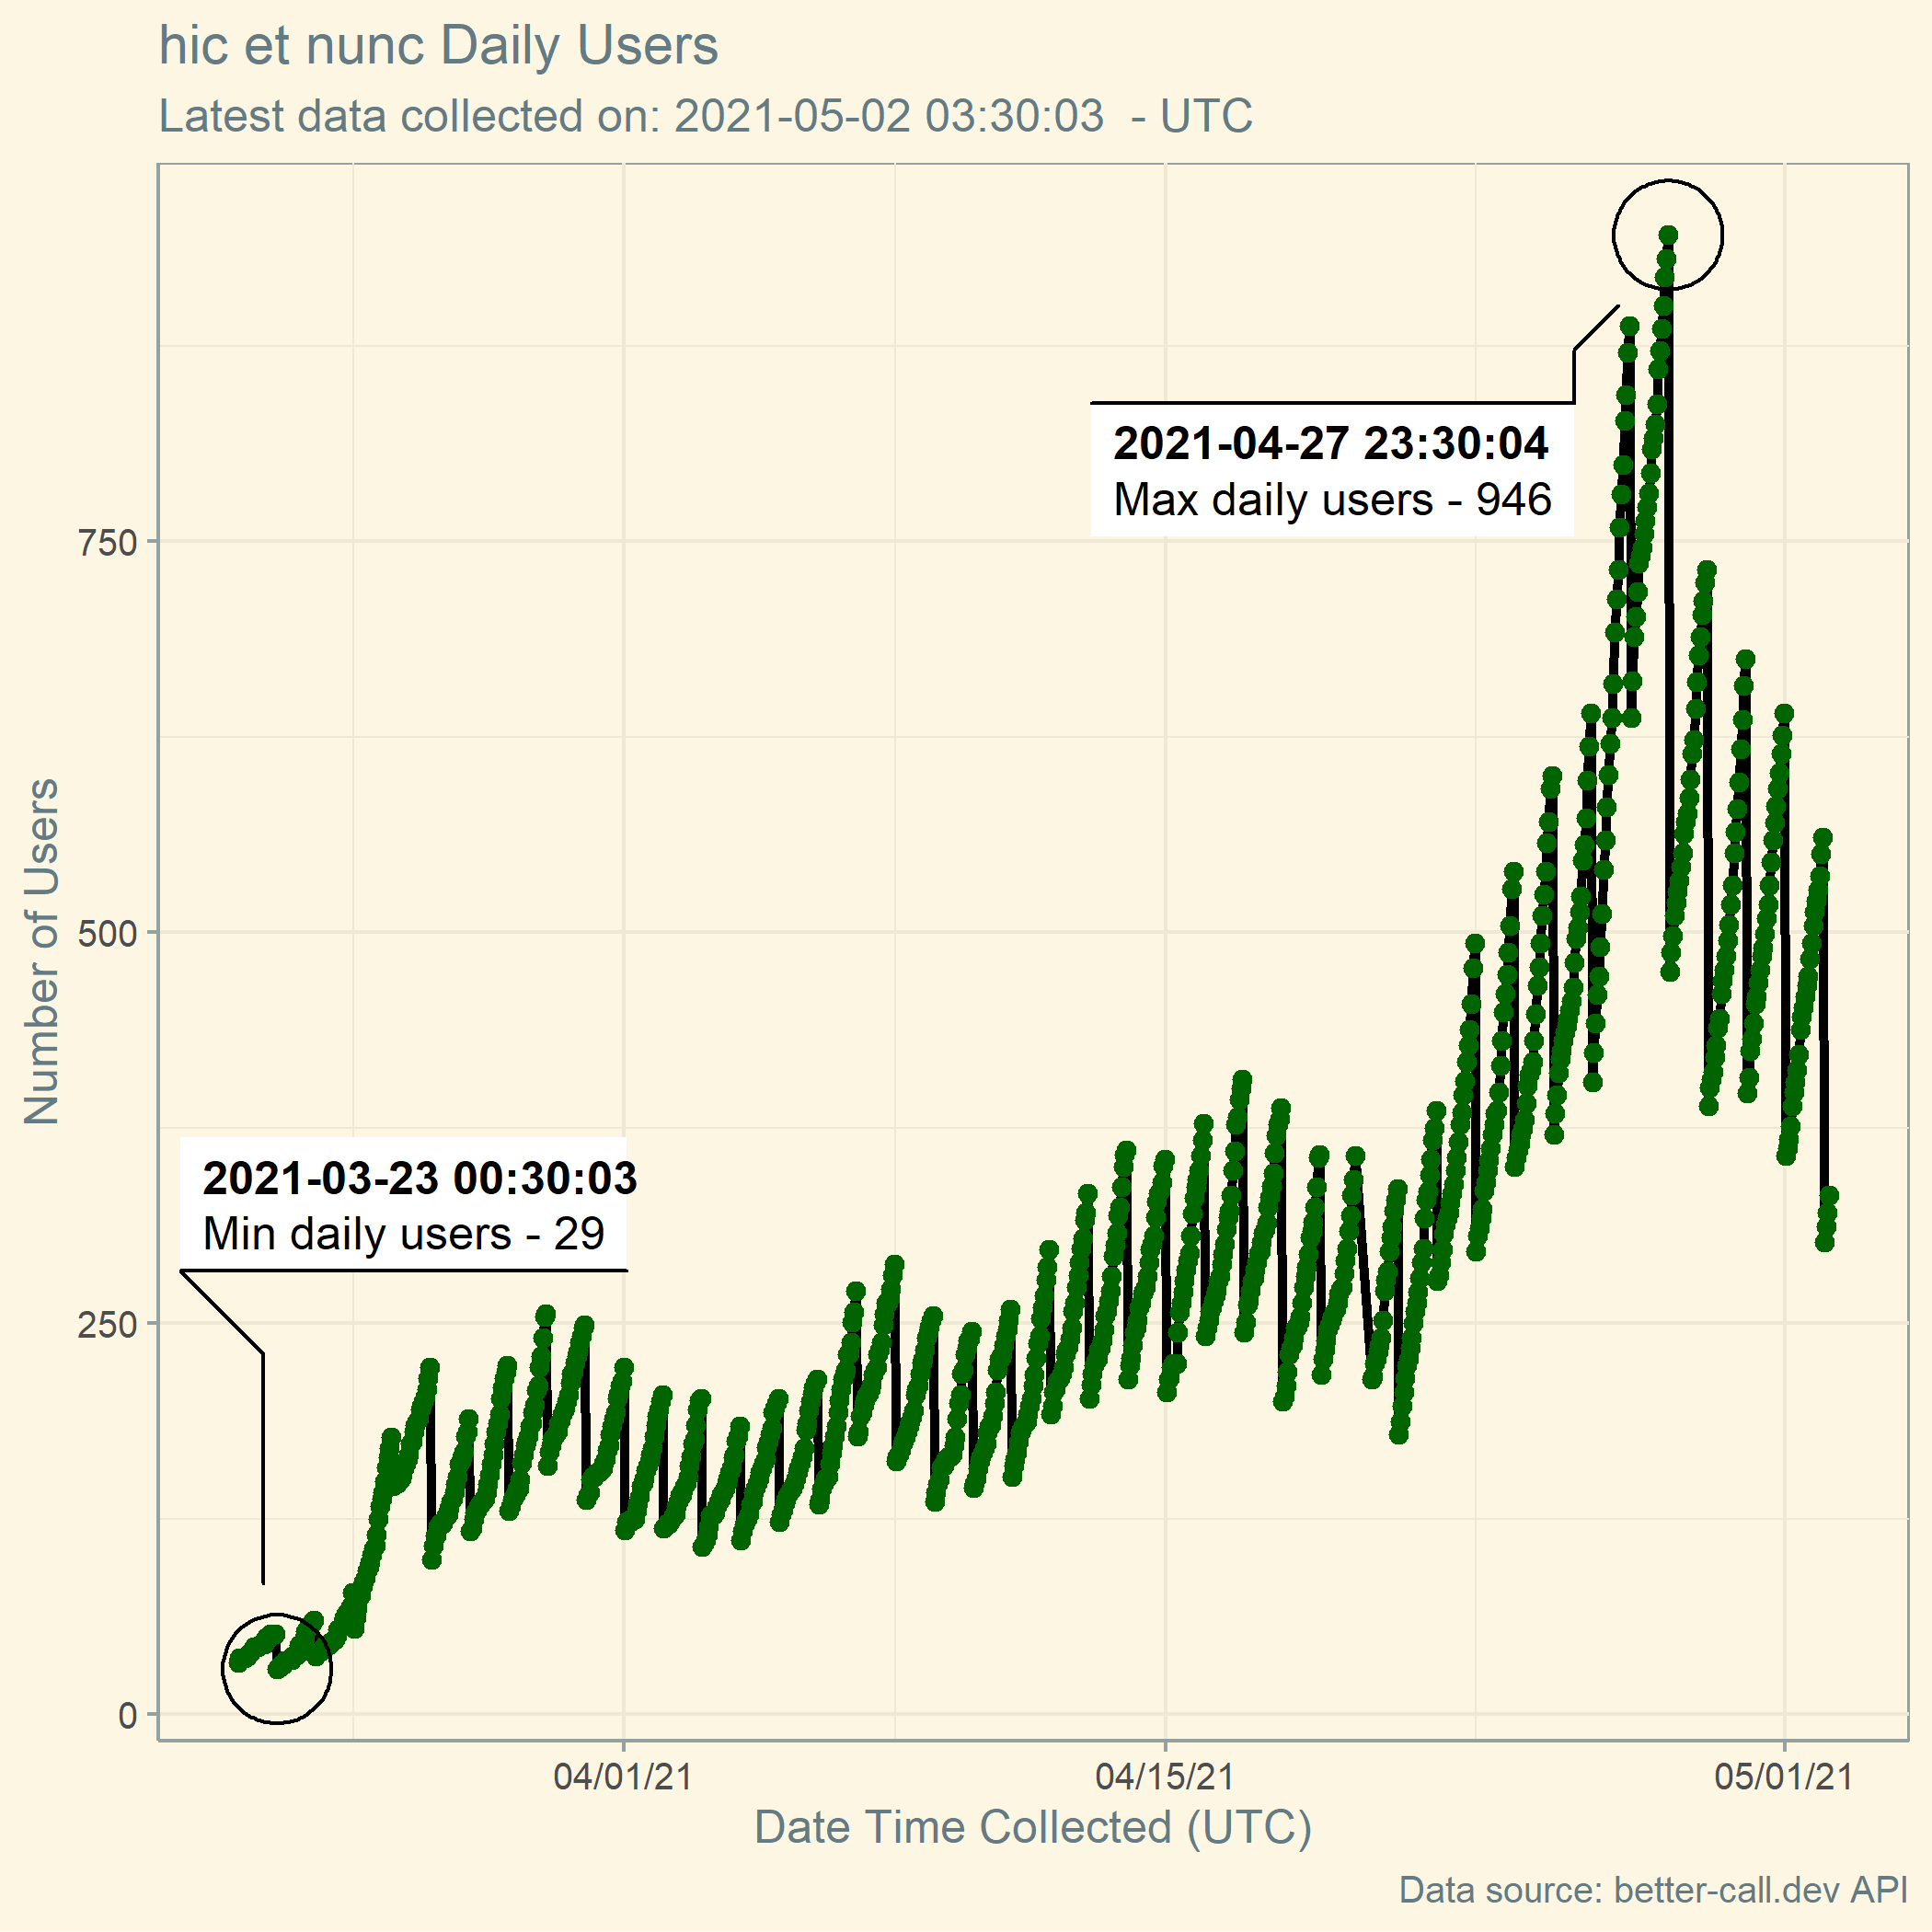 hic et nunc Daily Users
Latest data collected on: 2021-05-02 03:30:03  - UTC
2021-04-27 23:30:04
Max daily users - 946
750
500
2021-03-23 00:30:03
Min daily users - 29
250
0
Number of Users
04/01/21
04/15/21
05/01/21
Date Time Collected (UTC)
Data source: better-call.dev API